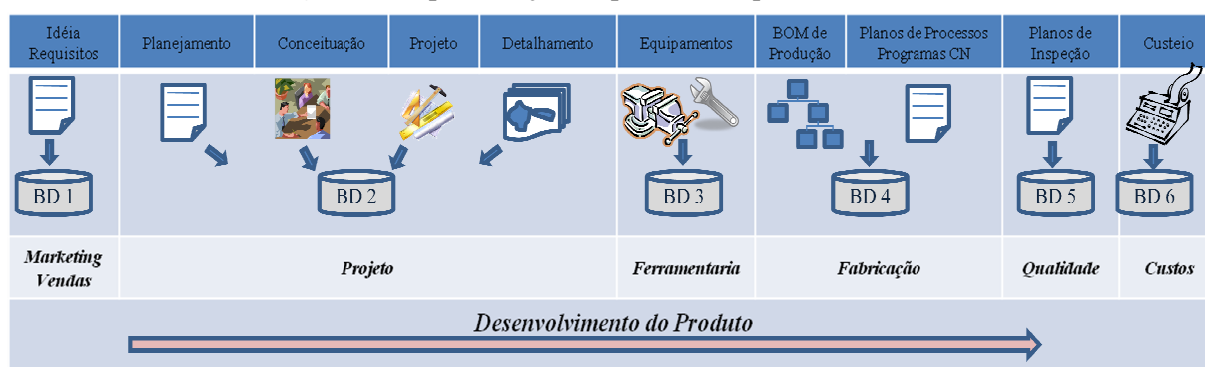 Idéia
Requisitos
Planejamento
Conceituação
Projeto
Detalhamento
Equipamentos
BOM de
Produção
Planos de Processos
Programas CN
Planos de
Inspeção
Custeio
BD 1
BD 2
BD 3
BD 4
BD 5
BD 6
Marketing
Vendas
Projeto
Ferramentaria
Fabricação
Qualidade
Custos
Desenvolvimento do Produto